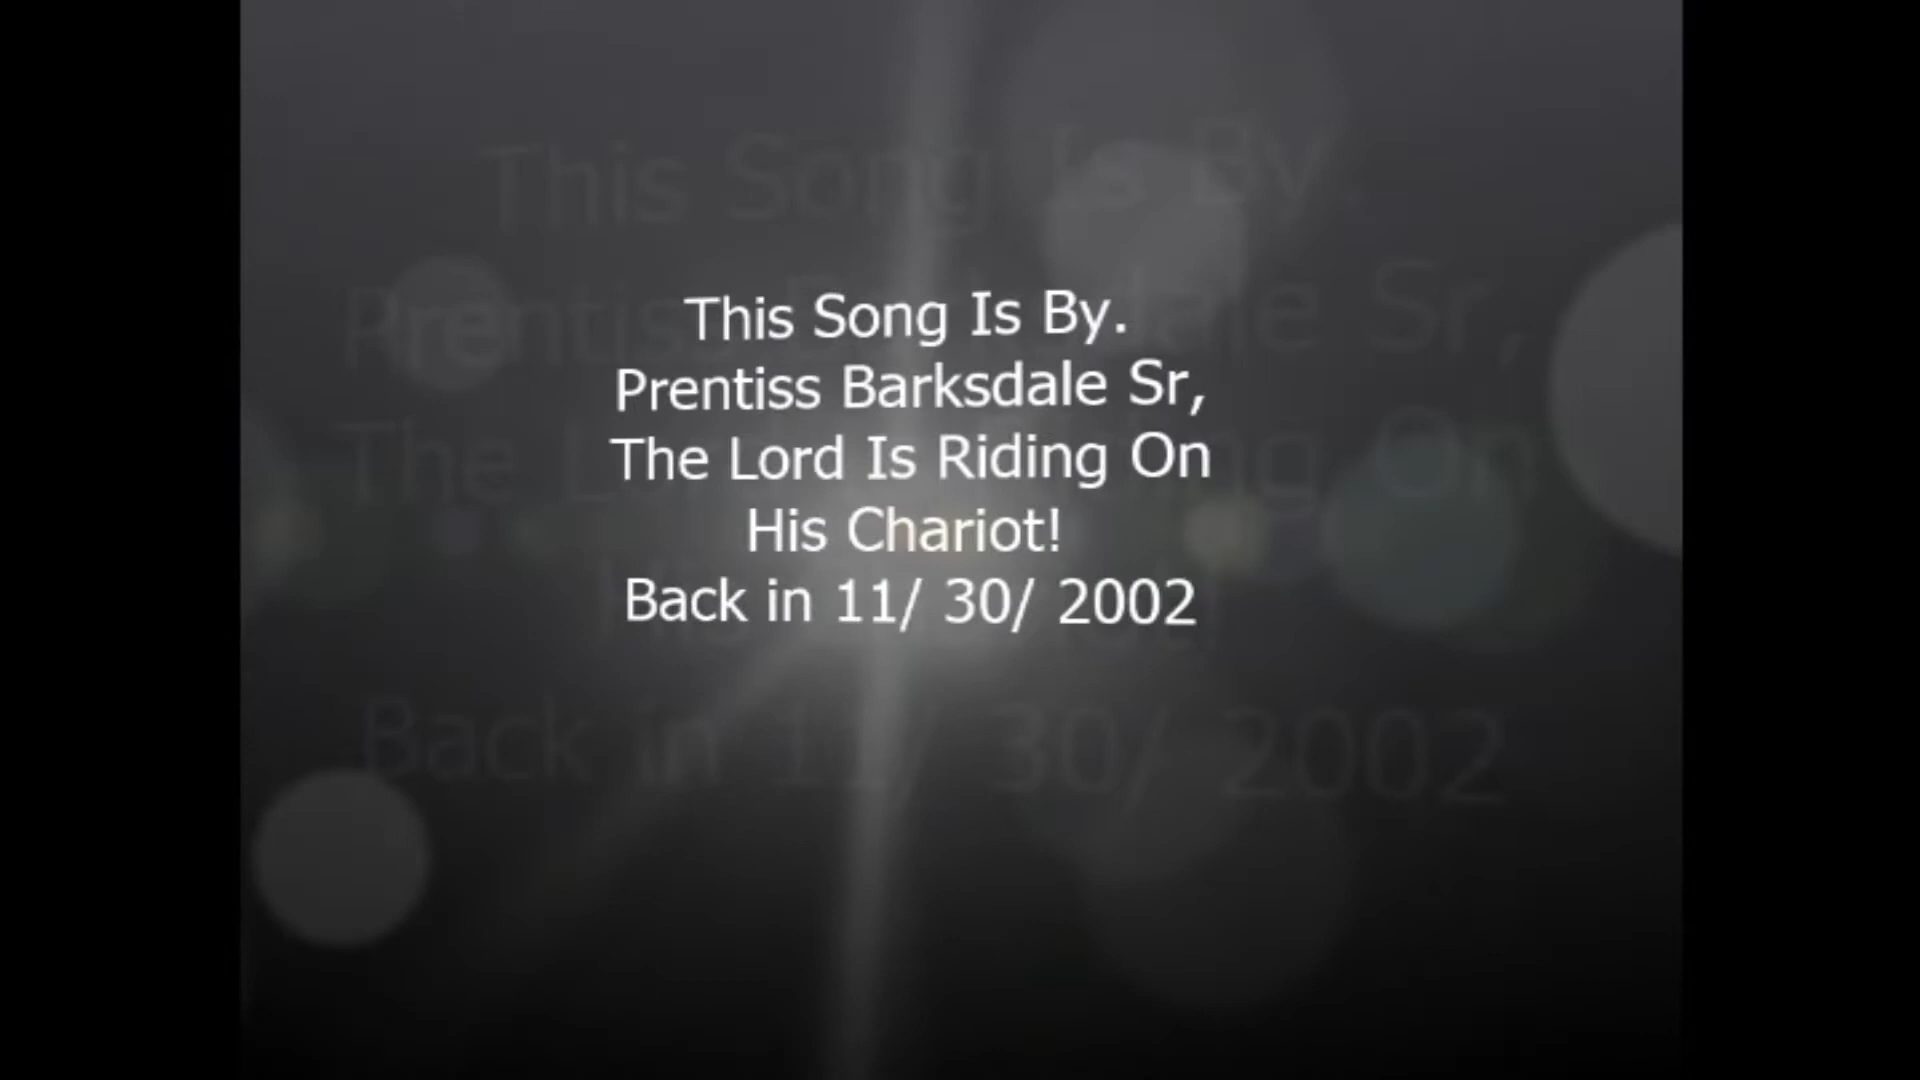 This Song Is By.
Prentiss Barksdale Sr,
The Lord Is Riding On
His Chariot!
Back in 11/ 30/ 2002